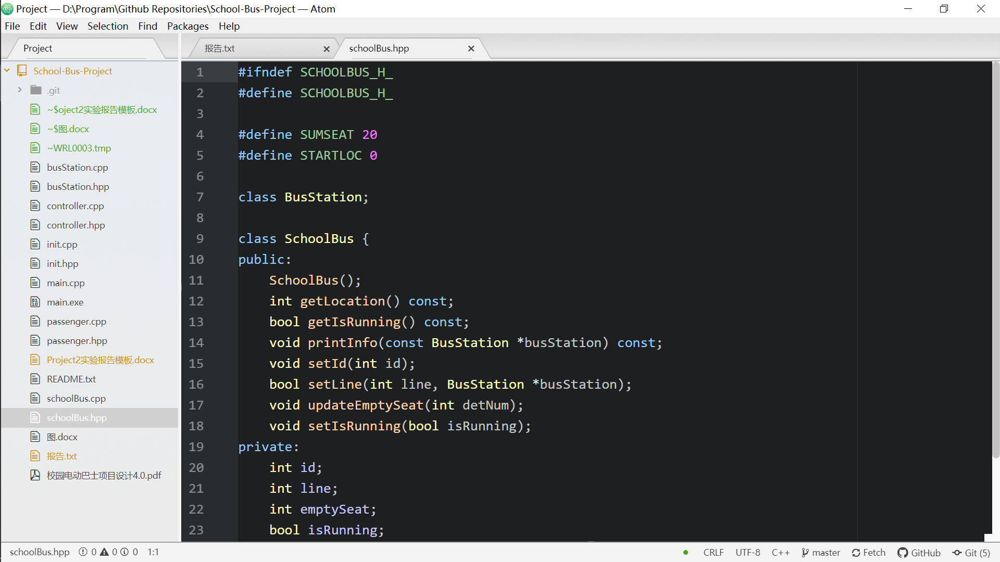 Project — D:\Program\Github Repositories\School-Bus-Project — Atom
File Edit View Selection Find Packages Help
Project
报告.txt
schoolBus.hpp
School-Bus-Project
.git
~$oject2实验报告模板.docx
~$图.docx
~WRL0003.tmp
busStation.cpp
busStation.hpp
controller.cpp
controller.hpp
init.cpp
init.hpp
main.cpp
main.exe
passenger.cpp
passenger.hpp
Project2实验报告模板.docx
README.txt
schoolBus.cpp
schoolBus.hpp
图.docx
报告.txt
校园电动巴士项目设计4.0.pdf
1 #ifndef SCHOOLBUS_H_
2 #define SCHOOLBUS_H_
3
4 #define SUMSEAT 20
5 #define STARTLOC 0
6
7 class BusStation;
8
9 class SchoolBus {
10 public:
11     SchoolBus();
12     int getLocation() const;
13     bool getIsRunning() const;
14     void printInfo(const BusStation *busStation) const;
15     void setId(int id);
16     bool setLine(int line, BusStation *busStation);
17     void updateEmptySeat(int detNum);
18     void setIsRunning(bool isRunning);
19 private:
20     int id;
21     int line;
22     int emptySeat;
23     bool isRunning;
schoolBus.hpp 0 0 0 1:1 CRLF UTF-8 C++ master Fetch GitHub Git (5)